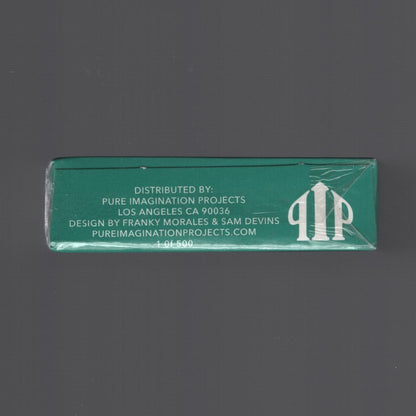 DISTRIBUTED BY:
PURE IMAGINATION PROJECTS
LOS ANGELES CA 90036
DESIGN BY FRANKY MORALES & SAM DEVINS
PUREIMAGINATIONPROJECTS.COM
1 Of 500
PIP